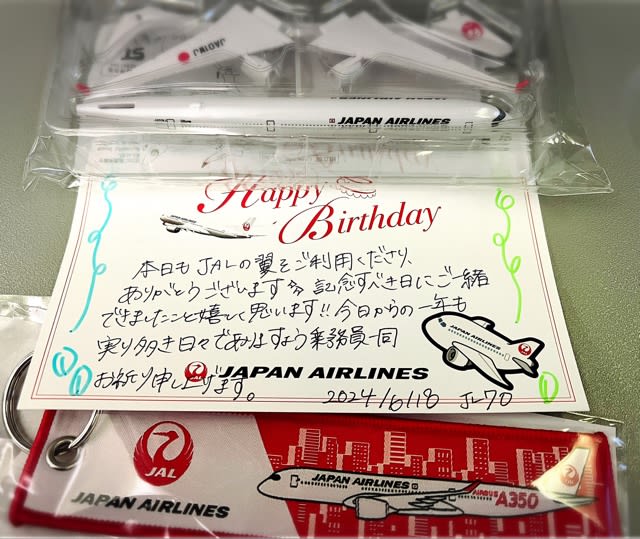 JAPAN AIRLINES
Happy
Birthday
本日も JALの翼をご利用くださり、
ありがとうございます 記念すべき日にご一緒
できましたこと嬉しく思います!! 今日からの一年も
実り多き日々でありますよう乗務員一同
お祈り申し上げます。
JAPAN AIRLINES
JAPAN AIRLINES
2024/6/18 JL70
JAL
JAPAN AIRLINES
JAPAN AIRLINES
AIRBUS A350